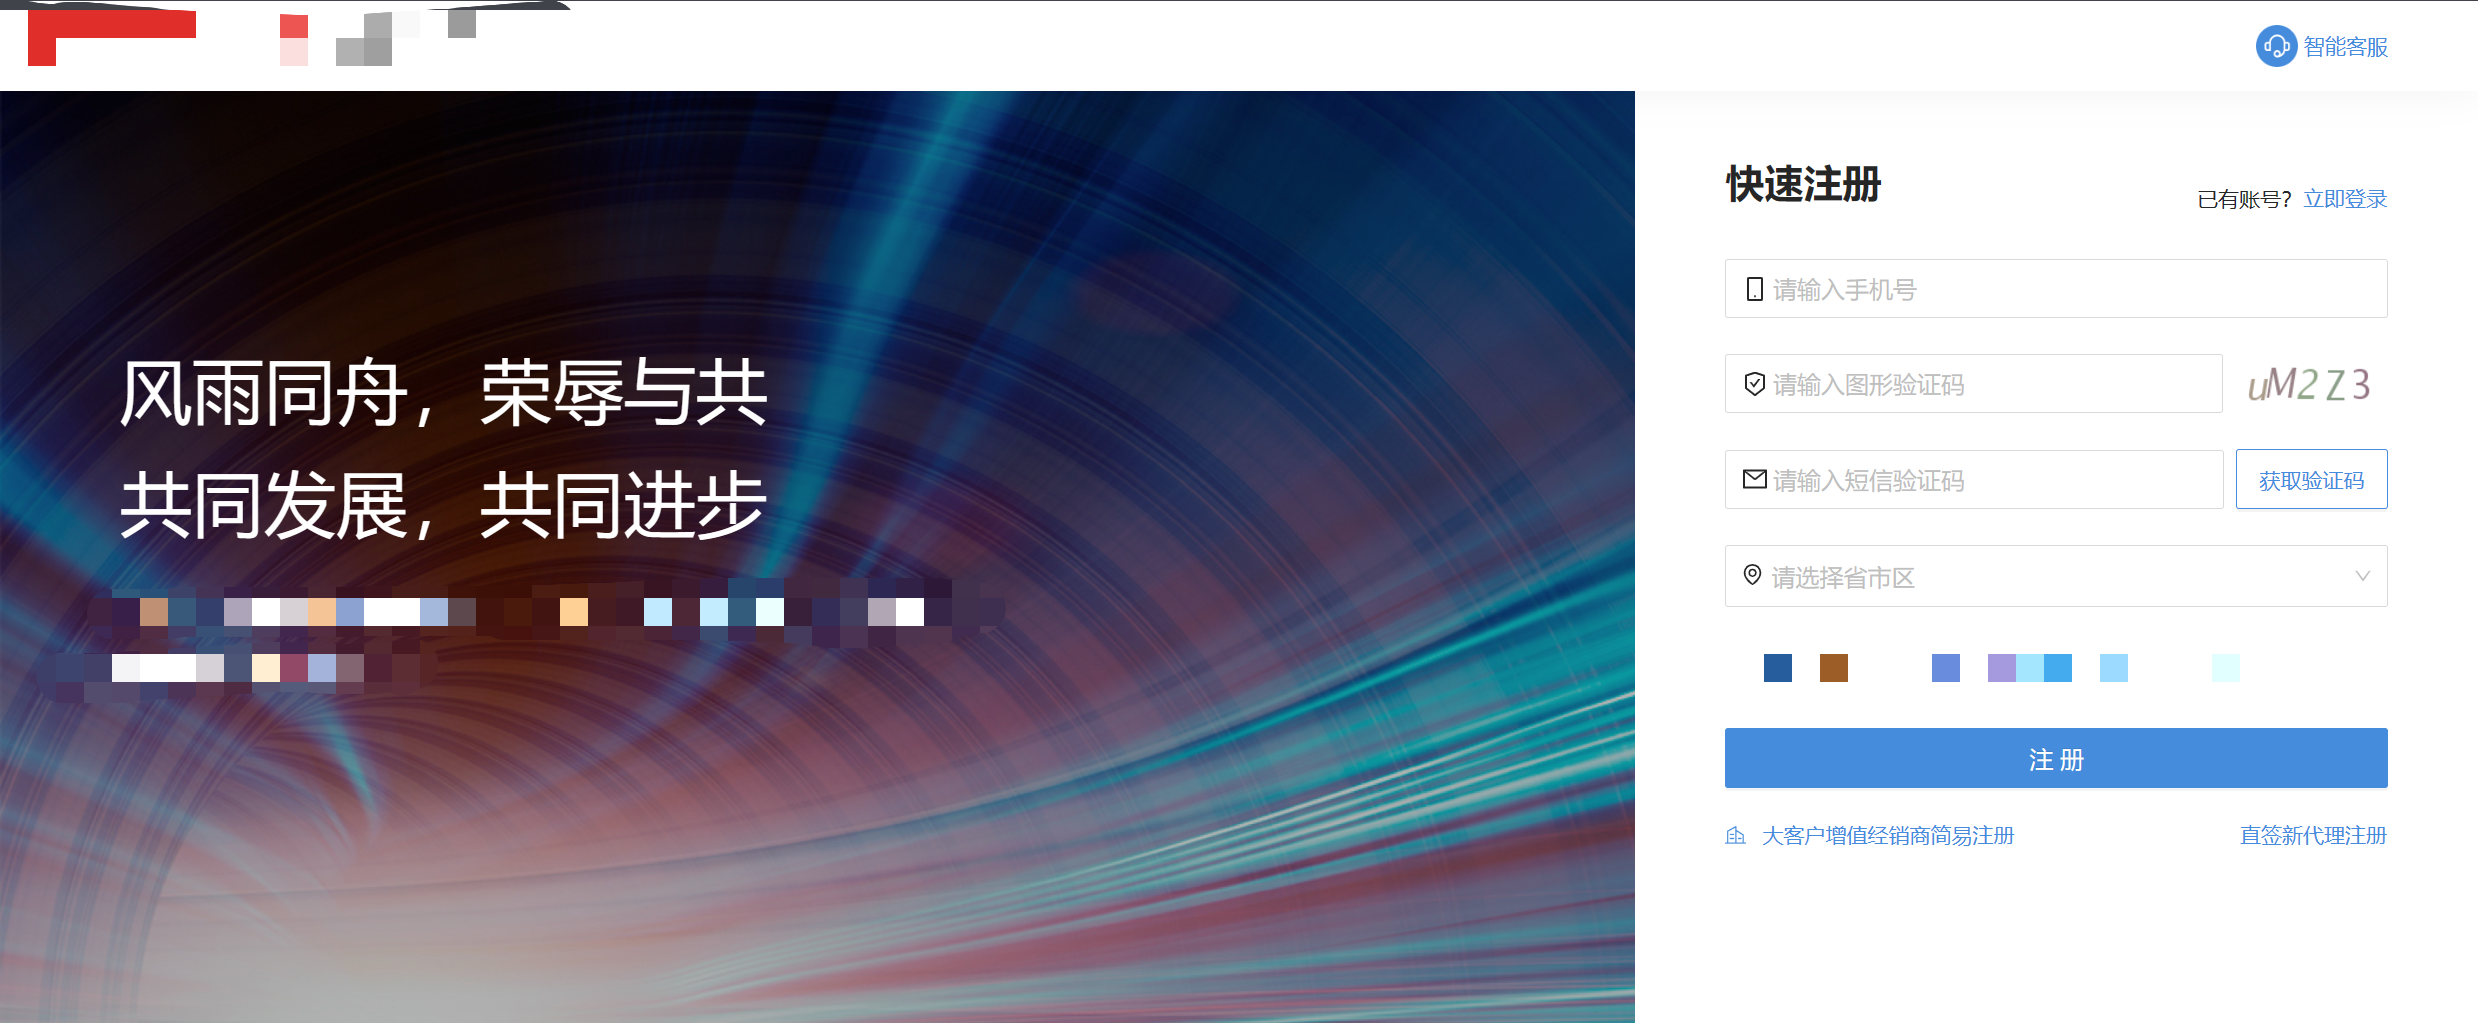 智能客服
风雨同舟，荣辱与共
共同发展，共同进步
快速注册
已有账号? 立即登录
请输入手机号
请输入图形验证码
uM2Z3
请输入短信验证码
获取验证码
请选择省市区
注 册
大客户增值经销商简易注册
直签新代理注册